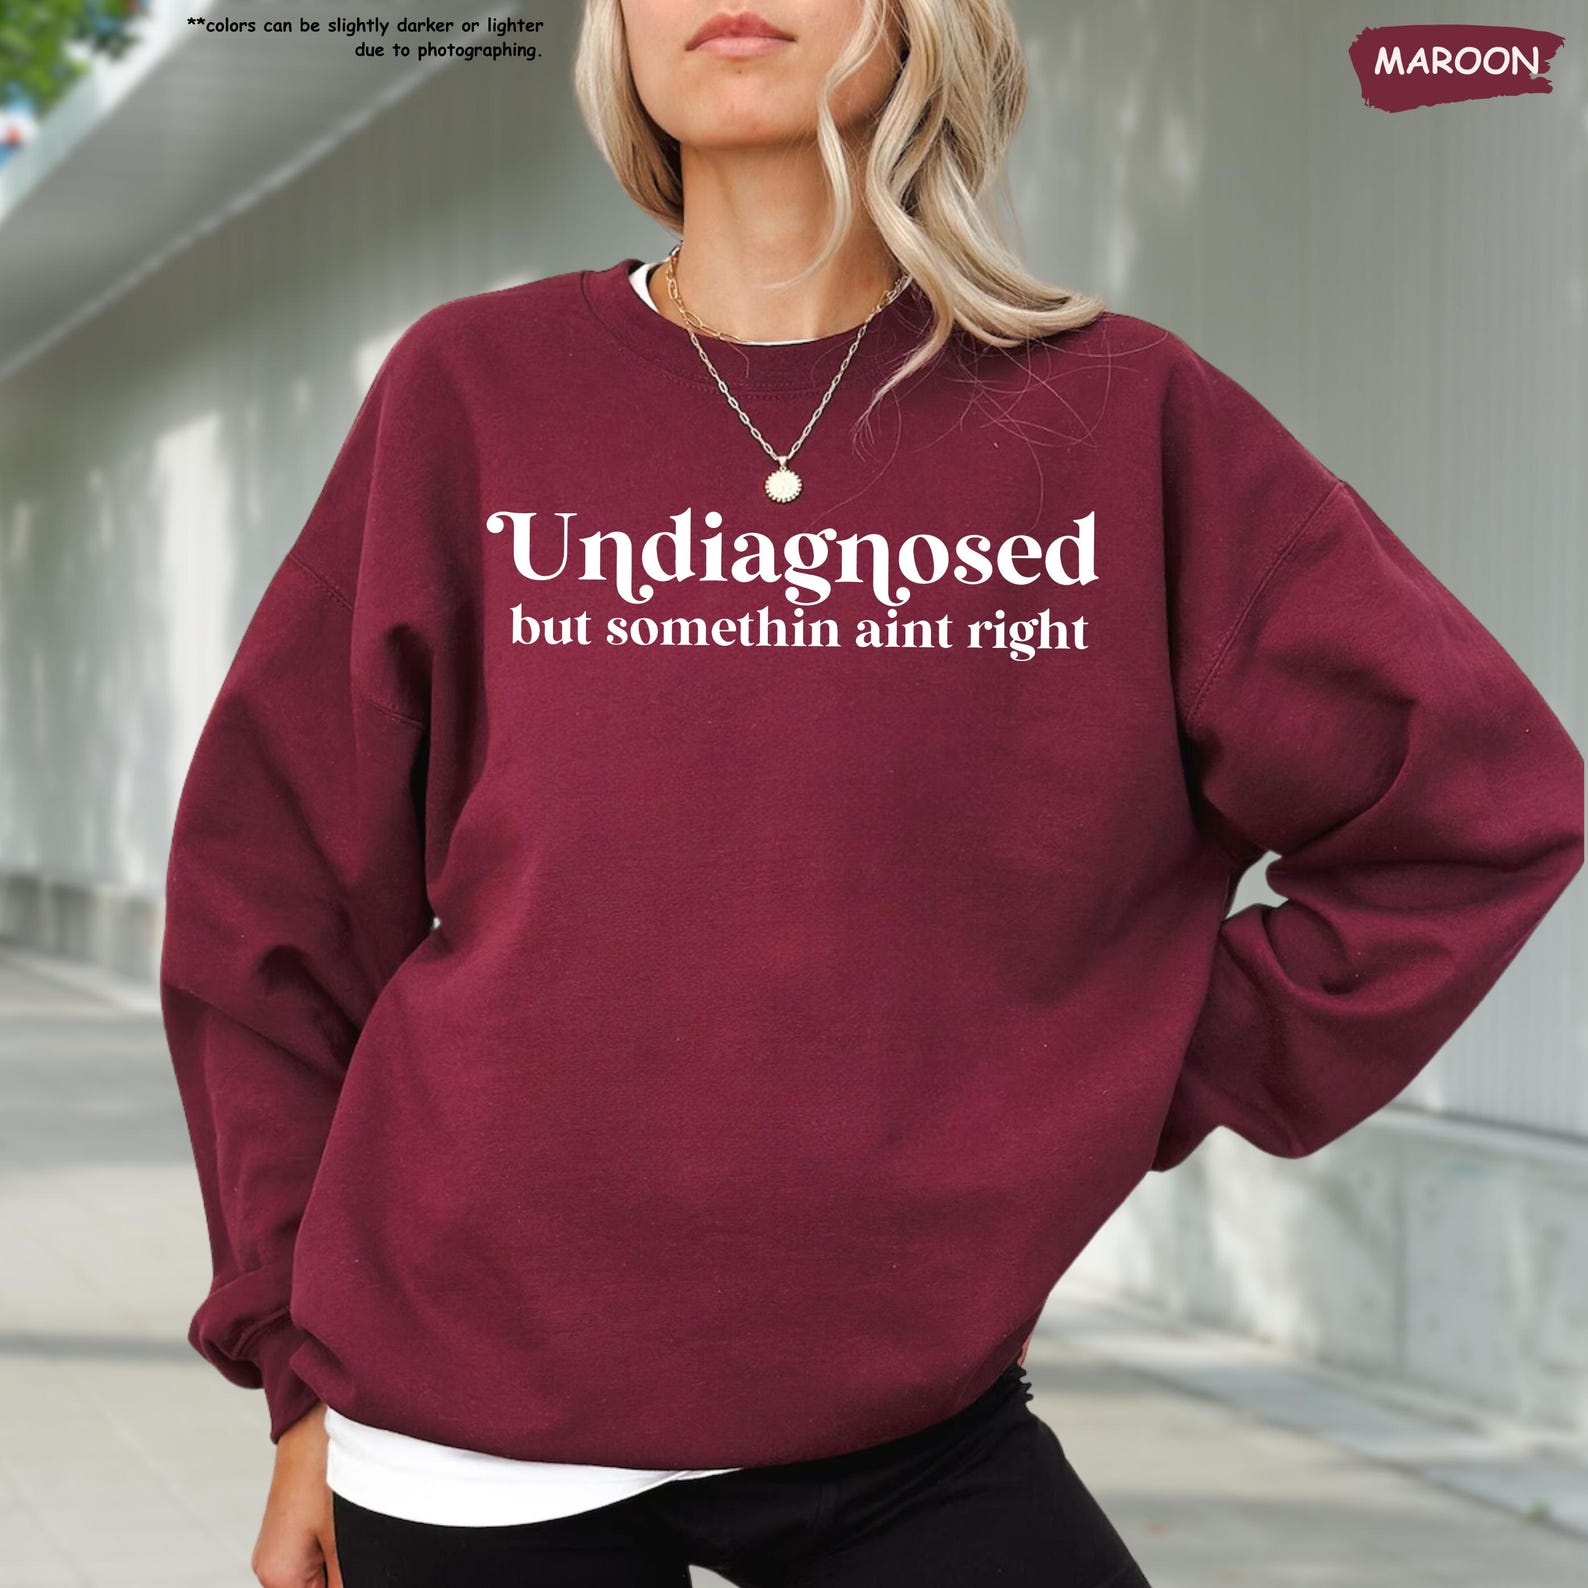 **colors can be slightly darker or lighter
due to photographing.
MAROON
Undiagnosed
but somethin aint right